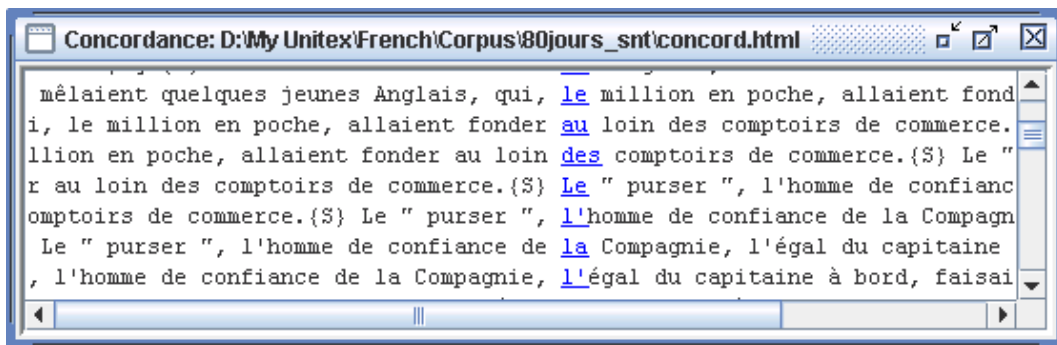 Concordance: D:\My Unitex\French\Corpus\80jours_snt\concord.html
mêlaient quelques jeunes Anglais, qui, le million en poche, allaient fond
i, le million en poche, allaient fonder au loin des comptoirs de commerce.
llion en poche, allaient fonder au loin des comptoirs de commerce.{S} Le "
r au loin des comptoirs de commerce.{S} Le " purser ", l'homme de confianc
omptoirs de commerce.{S} Le " purser ", l'homme de confiance de la Compagn
Le " purser ", l'homme de confiance de la Compagnie, l'égal du capitaine
, l'homme de confiance de la Compagnie, l'égal du capitaine à bord, faisai